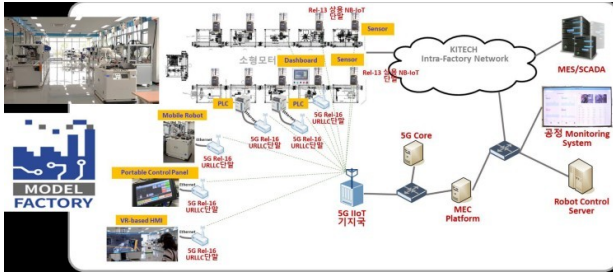 Rel-13 상용 NB-IoT
단말
Sensor
소형모터
Dashboard
Sensor
Rel-13 상용 NB-IoT
단말
KITECH
Intra-Factory Network
MES/SCADA
PLC
PLC
5G Rel-16
URLLC단말
5G Rel-16
URLLC단말
5G Rel-16
URLLC단말
Mobile Robot
Ethernet
5G Rel-16
URLLC단말
Portable Control Panel
Ethernet
5G Rel-16
URLLC단말
VR-based HMI
Ethernet
5G Rel-16
URLLC단말
5G IIoT
기지국
5G Core
MEC
Platform
공정 Monitoring
System
Robot Control
Server
MODEL
FACTORY